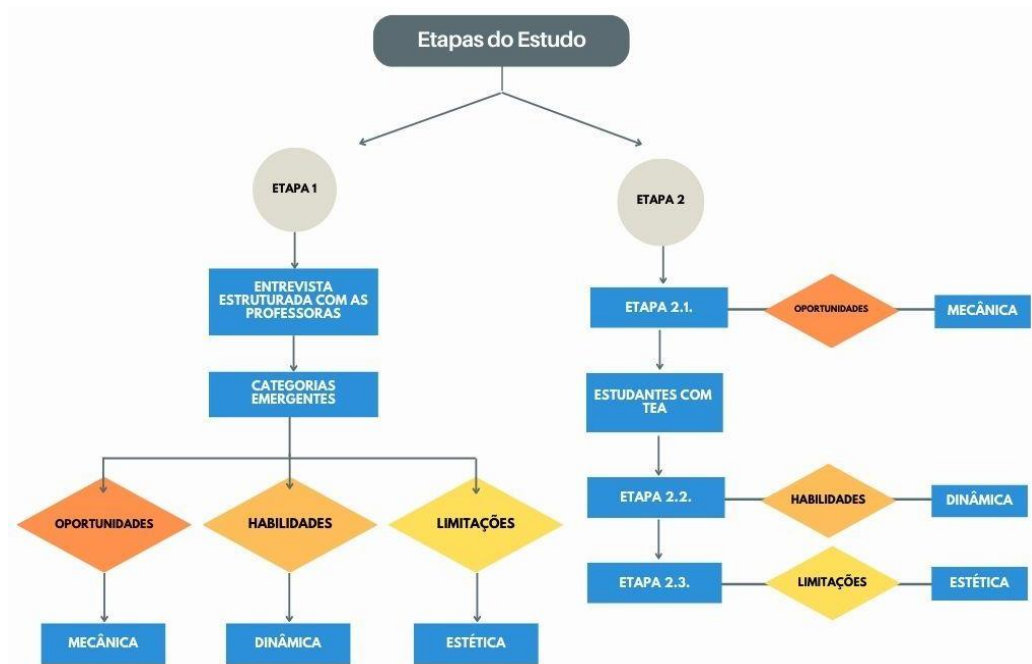 Etapas do Estudo
ETAPA 1
ENTREVISTA
ESTRUTURADA COM AS
PROFESSORAS
CATEGORIAS
EMERGENTES
OPORTUNIDADES
HABILIDADES
LIMITAÇÕES
MECÂNICA
DINÂMICA
ESTÉTICA
ETAPA 2
ETAPA 2.1.
OPORTUNIDADES
MECÂNICA
ESTUDANTES COM
TEA
ETAPA 2.2.
HABILIDADES
DINÂMICA
ETAPA 2.3.
LIMITAÇÕES
ESTÉTICA